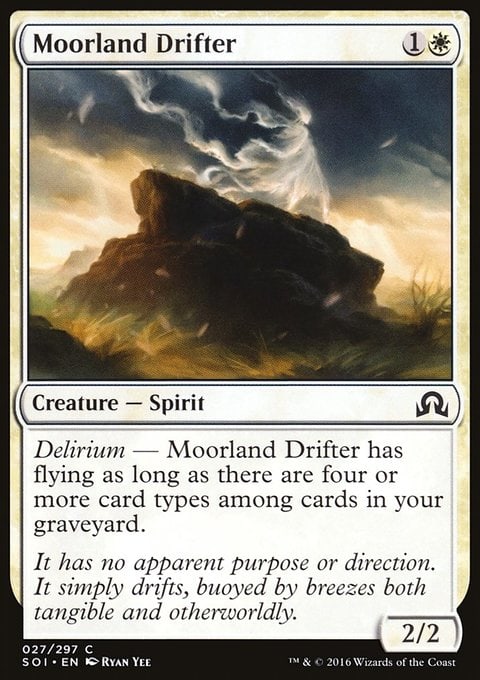 Moorland Drifter 1
Creature — Spirit
Delirium — Moorland Drifter has
flying as long as there are four or
more card types among cards in your
graveyard.
It has no apparent purpose or direction.
It simply drifts, buoyed by breezes both
tangible and otherworldly.
2/2
027/297 C
SOI • EN Ryan Yee
™ & © 2016 Wizards of the Coast